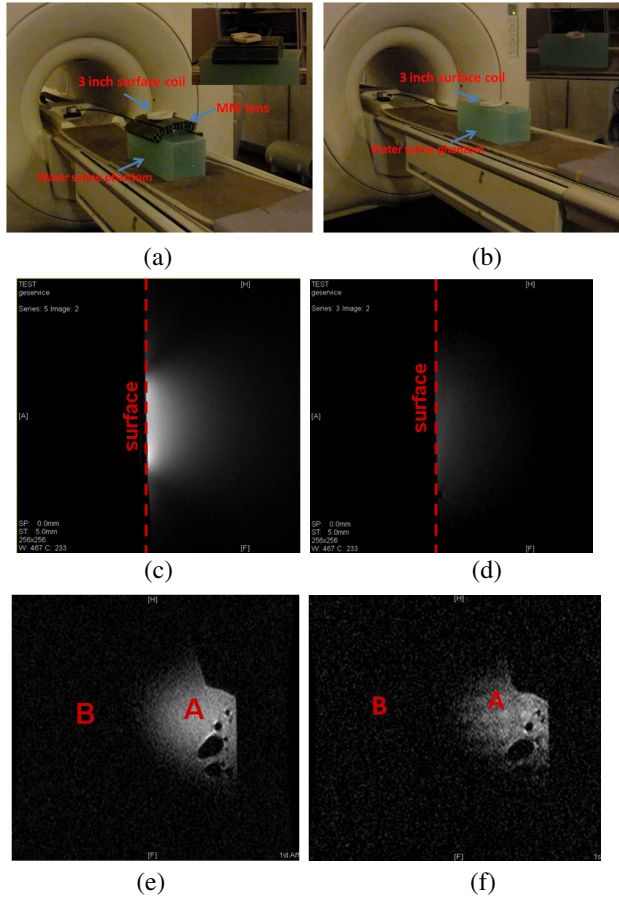 3 inch surface coil
MM lens
Water saline phantom
3 inch surface coil
Water saline phantom
(a)
(b)
TEST
geservice
Series: 5 Image: 2
[H]
[A]
surface
SP: 0.0mm
ST: 5.0mm
256x256
W: 467 C: 233
[F]
TEST
geservice
Series: 3 Image: 2
[H]
[A]
surface
SP: 0.0mm
ST: 5.0mm
256x256
W: 467 C: 233
[F]
(c)
(d)
[H]
B
A
[F]
1st Aff
[H]
B
A
[F]
1s
(e)
(f)